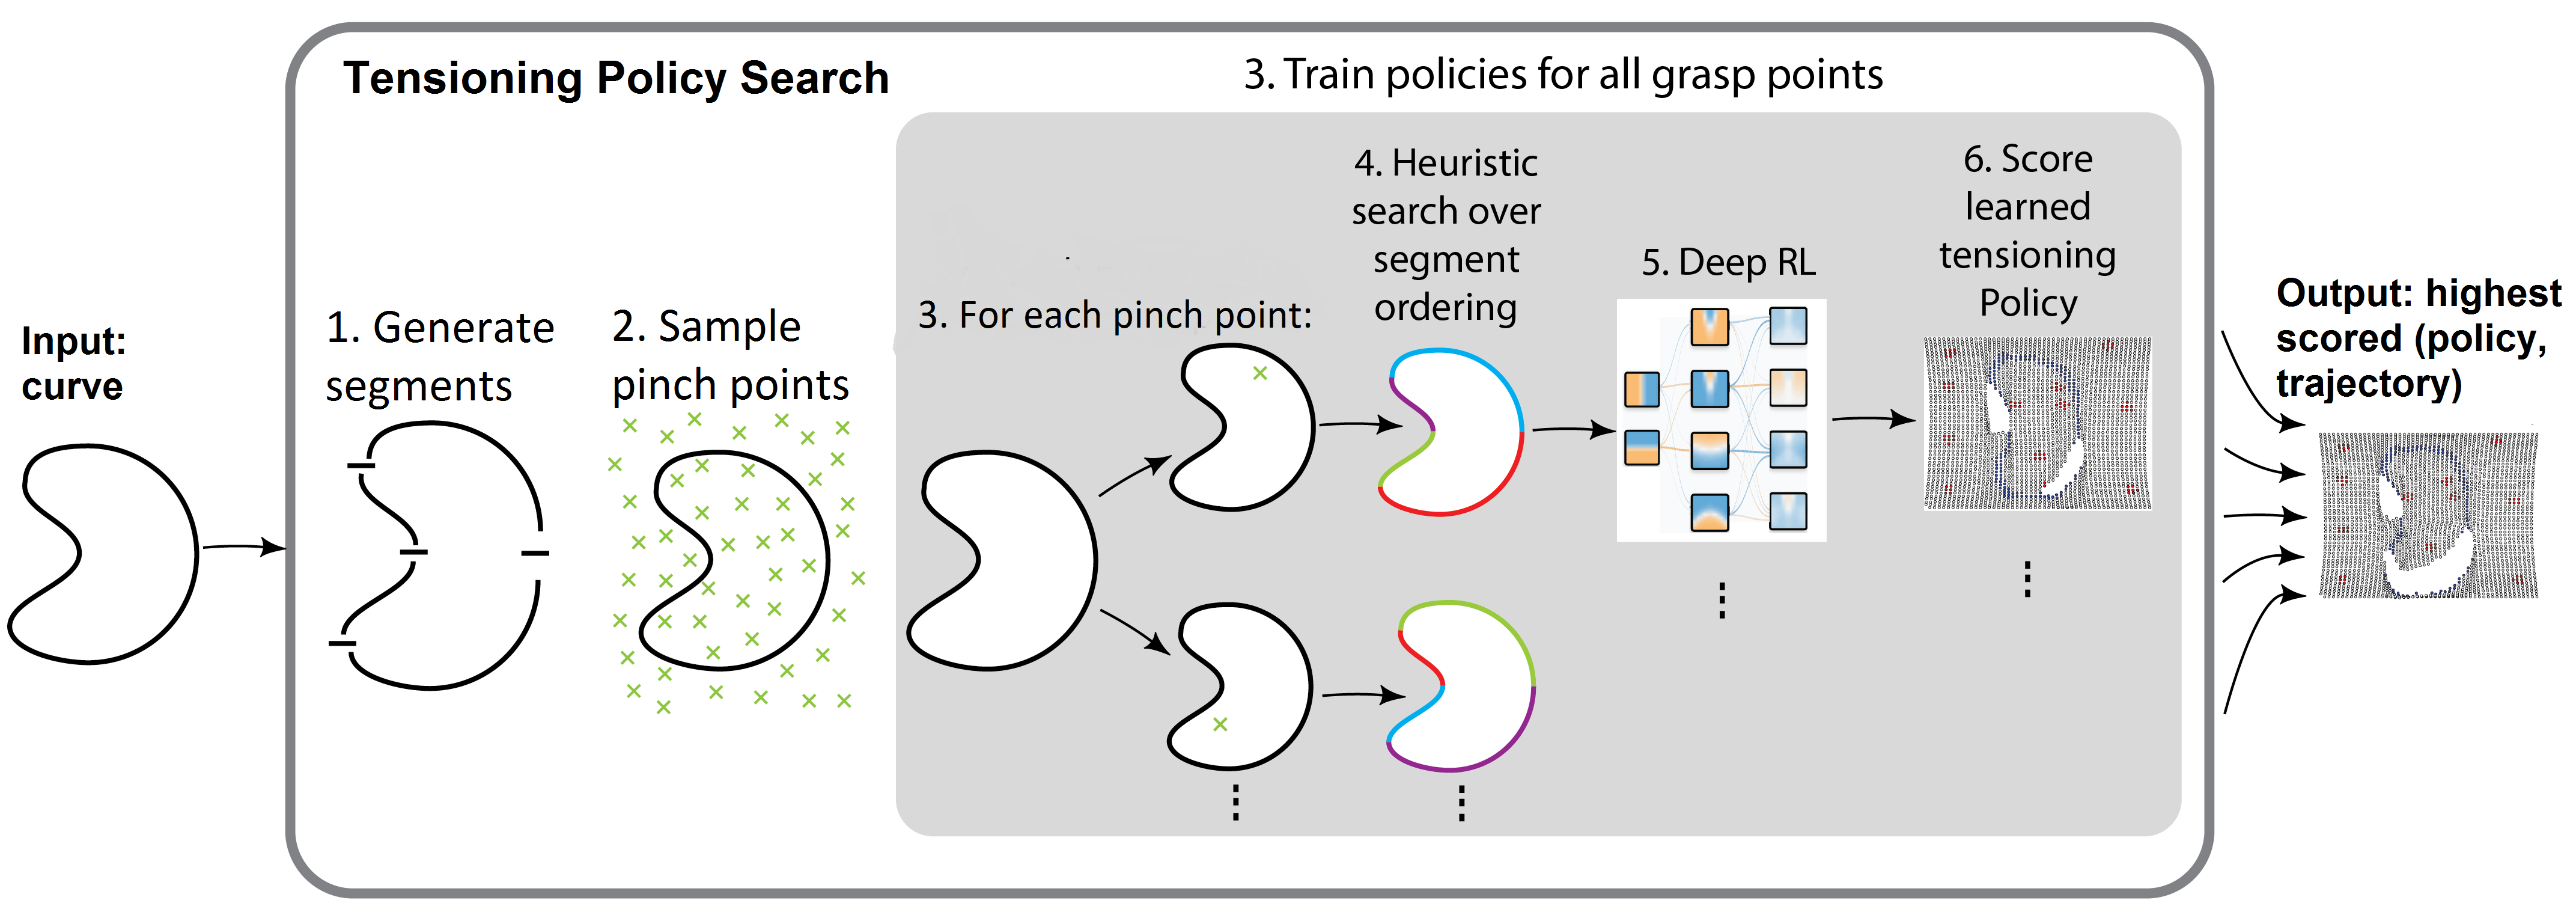 Tensioning Policy Search
3. Train policies for all grasp points
Input:
curve
1. Generate
segments
2. Sample
pinch points
3. For each pinch point:
4. Heuristic
search over
segment
ordering
5. Deep RL
6. Score
learned
tensioning
Policy
Output: highest
scored (policy,
trajectory)